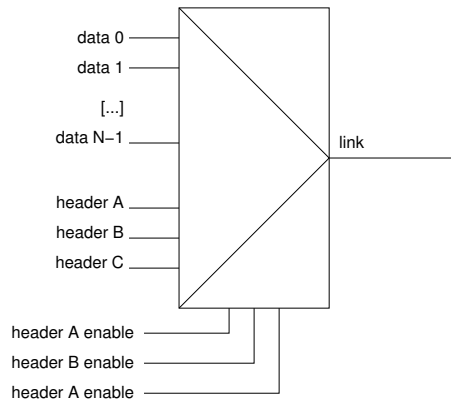 data 0
data 1
[...]
data N−1
link
header A
header B
header C
header A enable
header B enable
header A enable